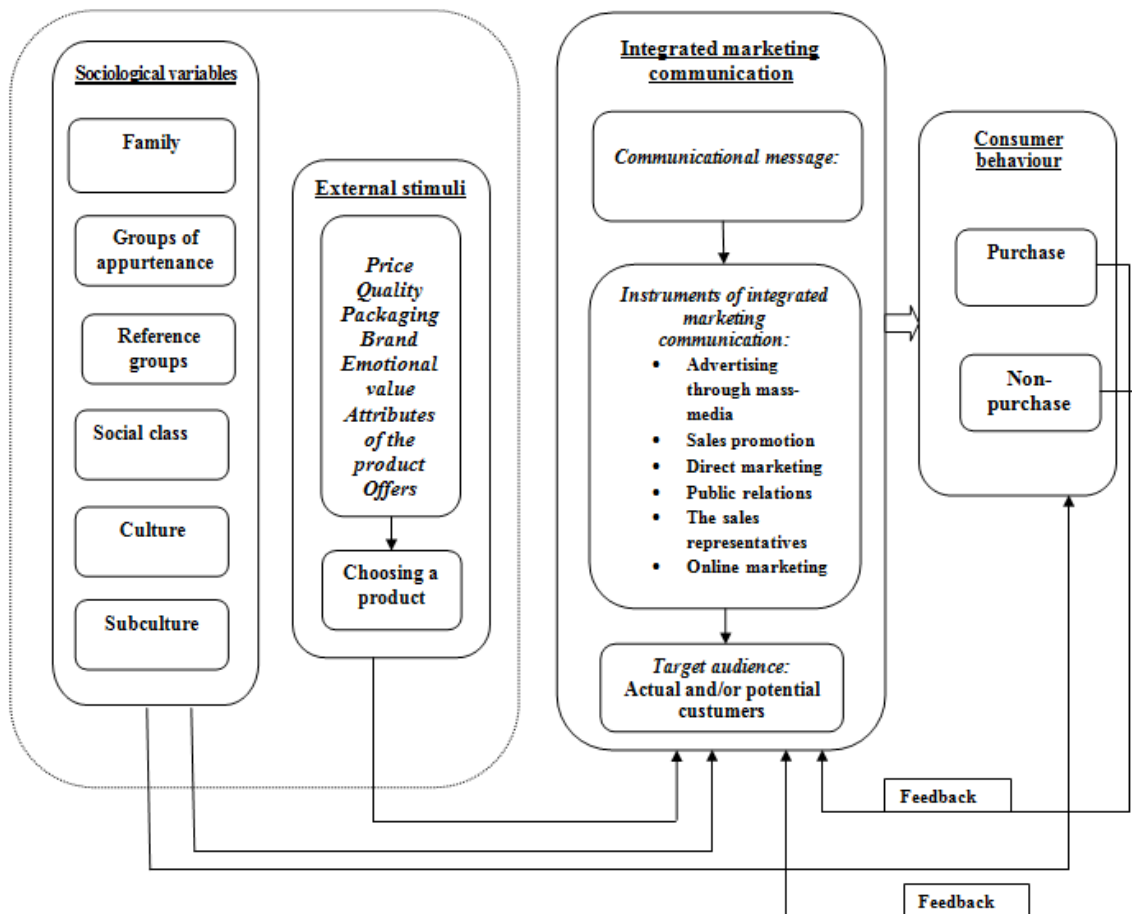 Sociological variables
Family
Groups of
appurtenance
Reference
groups
Social class
Culture
Subculture
External stimuli
Price
Quality
Packaging
Brand
Emotional
value
Attributes
of the
product
Offers
Choosing a
product
Integrated marketing
communication
Communicational message:
Instruments of integrated
marketing
communication:
• Advertising
through mass-
media
• Sales promotion
• Direct marketing
• Public relations
• The sales
representatives
• Online marketing
Target audience:
Actual and/or potential
custumers
Consumer
behaviour
Purchase
Non-
purchase
Feedback
Feedback